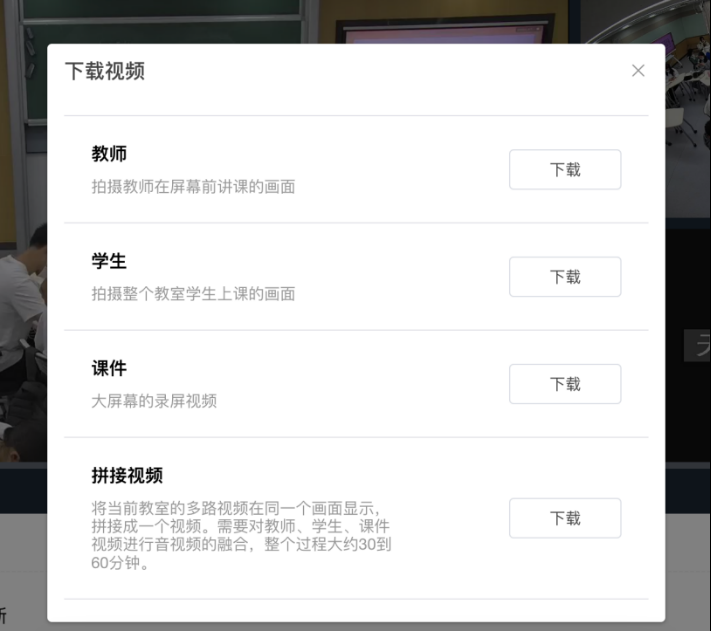 下载视频
教师
拍摄教师在屏幕前讲课的画面
下载
学生
拍摄整个教室学生上课的画面
下载
课件
大屏幕的录屏视频
下载
拼接视频
将当前教室的多路视频在同一个画面显示，
拼接成一个视频。需要对教师、学生、课件
视频进行音视频的融合，整个过程大约30到
60分钟。
下载